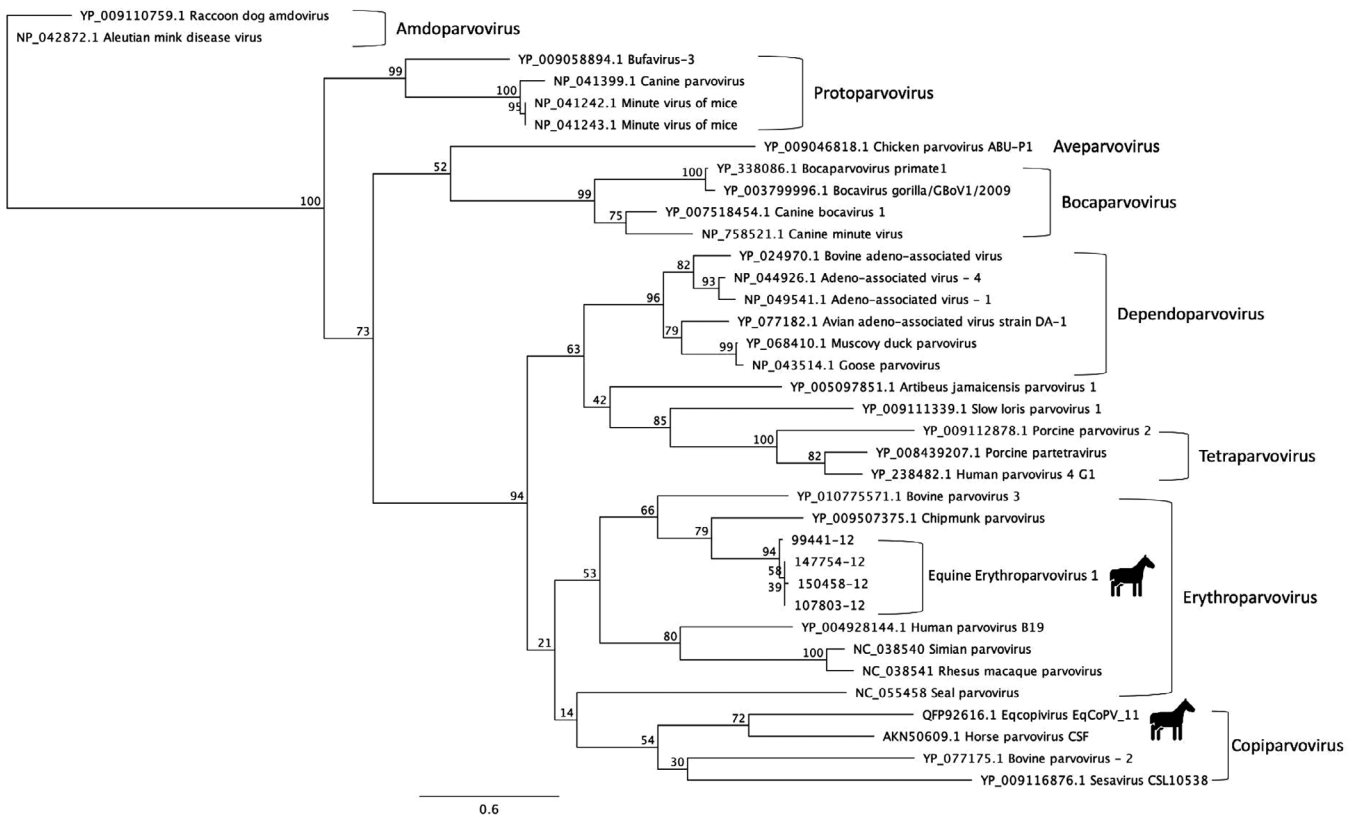 YP_009110759.1 Raccoon dog amdovirus
NP_042872.1 Aleutian mink disease virus
Amdoparvovirus
YP_009058894.1 Bufavirus-3
99
NP_041399.1 Canine parvovirus
100
Protoparvovirus
NP_041242.1 Minute virus of mice
95
NP_041243.1 Minute virus of mice
YP_009046818.1 Chicken parvovirus ABU-P1
Aveparvovirus
52
YP_338086.1 Bocaparvovirus primate1
100
YP_003799996.1 Bocavirus gorilla/GBoV1/2009
99
Bocaparvovirus
100
YP_007518454.1 Canine bocavirus 1
75
NP_758521.1 Canine minute virus
YP_024970.1 Bovine adeno-associated virus
82
NP_044926.1 Adeno-associated virus - 4
93
96
NP_049541.1 Adeno-associated virus - 1
Dependoparvovirus
YP_077182.1 Avian adeno-associated virus strain DA-1
73
79
YP_068410.1 Muscovy duck parvovirus
99
63
NP_043514.1 Goose parvovirus
YP_005097851.1 Artibeus jamaicensis parvovirus 1
42
YP_009111339.1 Slow loris parvovirus 1
85
YP_009112878.1 Porcine parvovirus 2
100
YP_008439207.1 Porcine partetravirus
82
Tetraparvovirus
YP_238482.1 Human parvovirus 4 G1
94
YP_010775571.1 Bovine parvovirus 3
66
YP_009507375.1 Chipmunk parvovirus
79
99441-12
94
147754-12
58
53
Equine Erythroparvovirus 1
150458-12
39
Erythroparvovirus
107803-12
YP_004928144.1 Human parvovirus B19
80
21
NC_038540 Simian parvovirus
100
NC_038541 Rhesus macaque parvovirus
NC_055458 Seal parvovirus
14
QFP92616.1 Eqcopivirus EqCoPV_11
72
AKN50609.1 Horse parvovirus CSF
54
Copiparvovirus
YP_077175.1 Bovine parvovirus - 2
30
YP_009116876.1 Sesavirus CSL10538
0.6